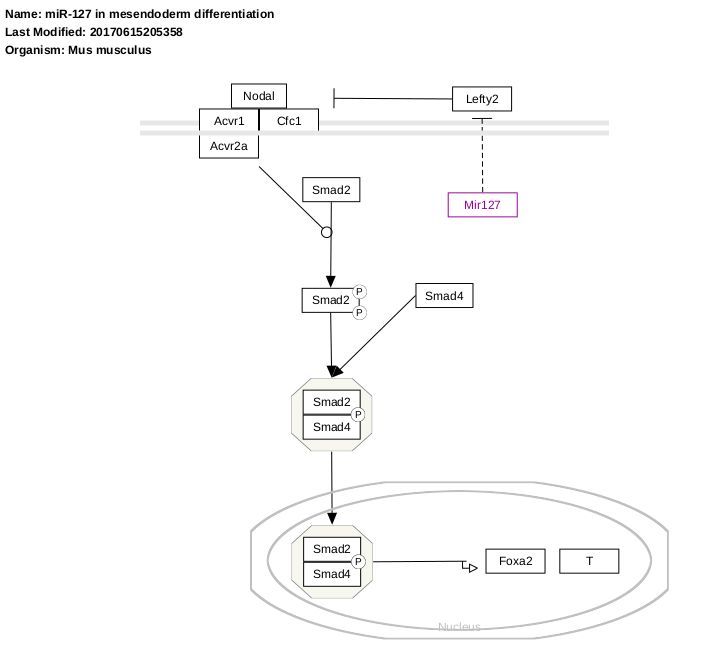 Name: miR-127 in mesendoderm differentiation
Last Modified: 20170615205358
Organism: Mus musculus
Nodal
Lefty2
Acvr1 Cfc1
Acvr2a
Smad2
Mir127
Smad2 P
P
Smad4
Smad2
P
Smad4
Smad2
P
Smad4
Foxa2 T
Nucleus